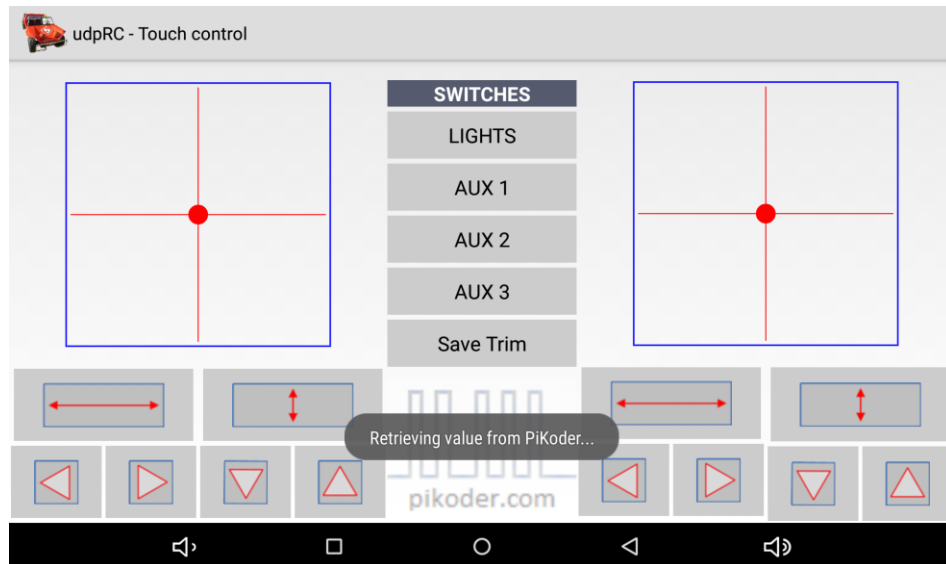 udpRC - Touch control
SWITCHES
LIGHTS
AUX 1
AUX 2
AUX 3
Save Trim
Retrieving value from PiKoder...
pikoder.com